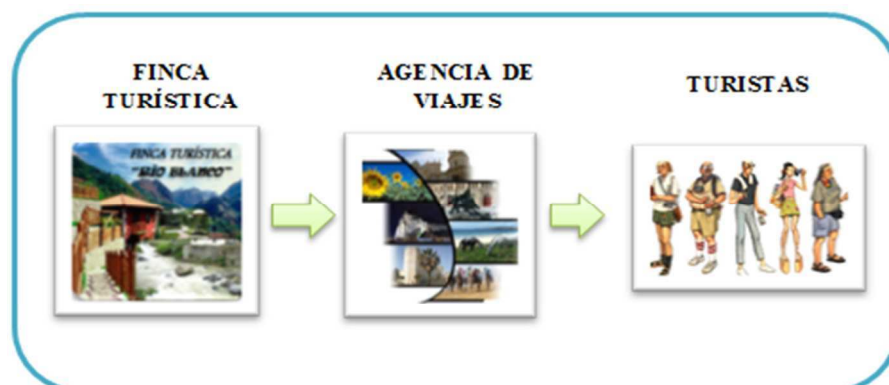 FINCA
TURÍSTICA
AGENCIA DE
VIAJES
TURISTAS
FINCA TURÍSTICA
"RÍO BLANCO"